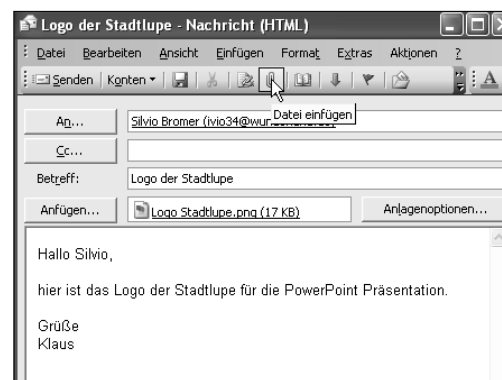 Logo der Stadtlupe - Nachricht (HTML)
Datei Bearbeiten Ansicht Einfügen Format Extras Aktionen ?
Senden Konten A
Datei einfügen
An... Silvio Bromer
Cc...
Betreff: Logo der Stadtlupe
Anfügen... Logo Stadtlupe.png (17 KB) Anlagenoptionen...
Hallo Silvio,
hier ist das Logo der Stadtlupe für die PowerPoint Präsentation.
Grüße
Klaus